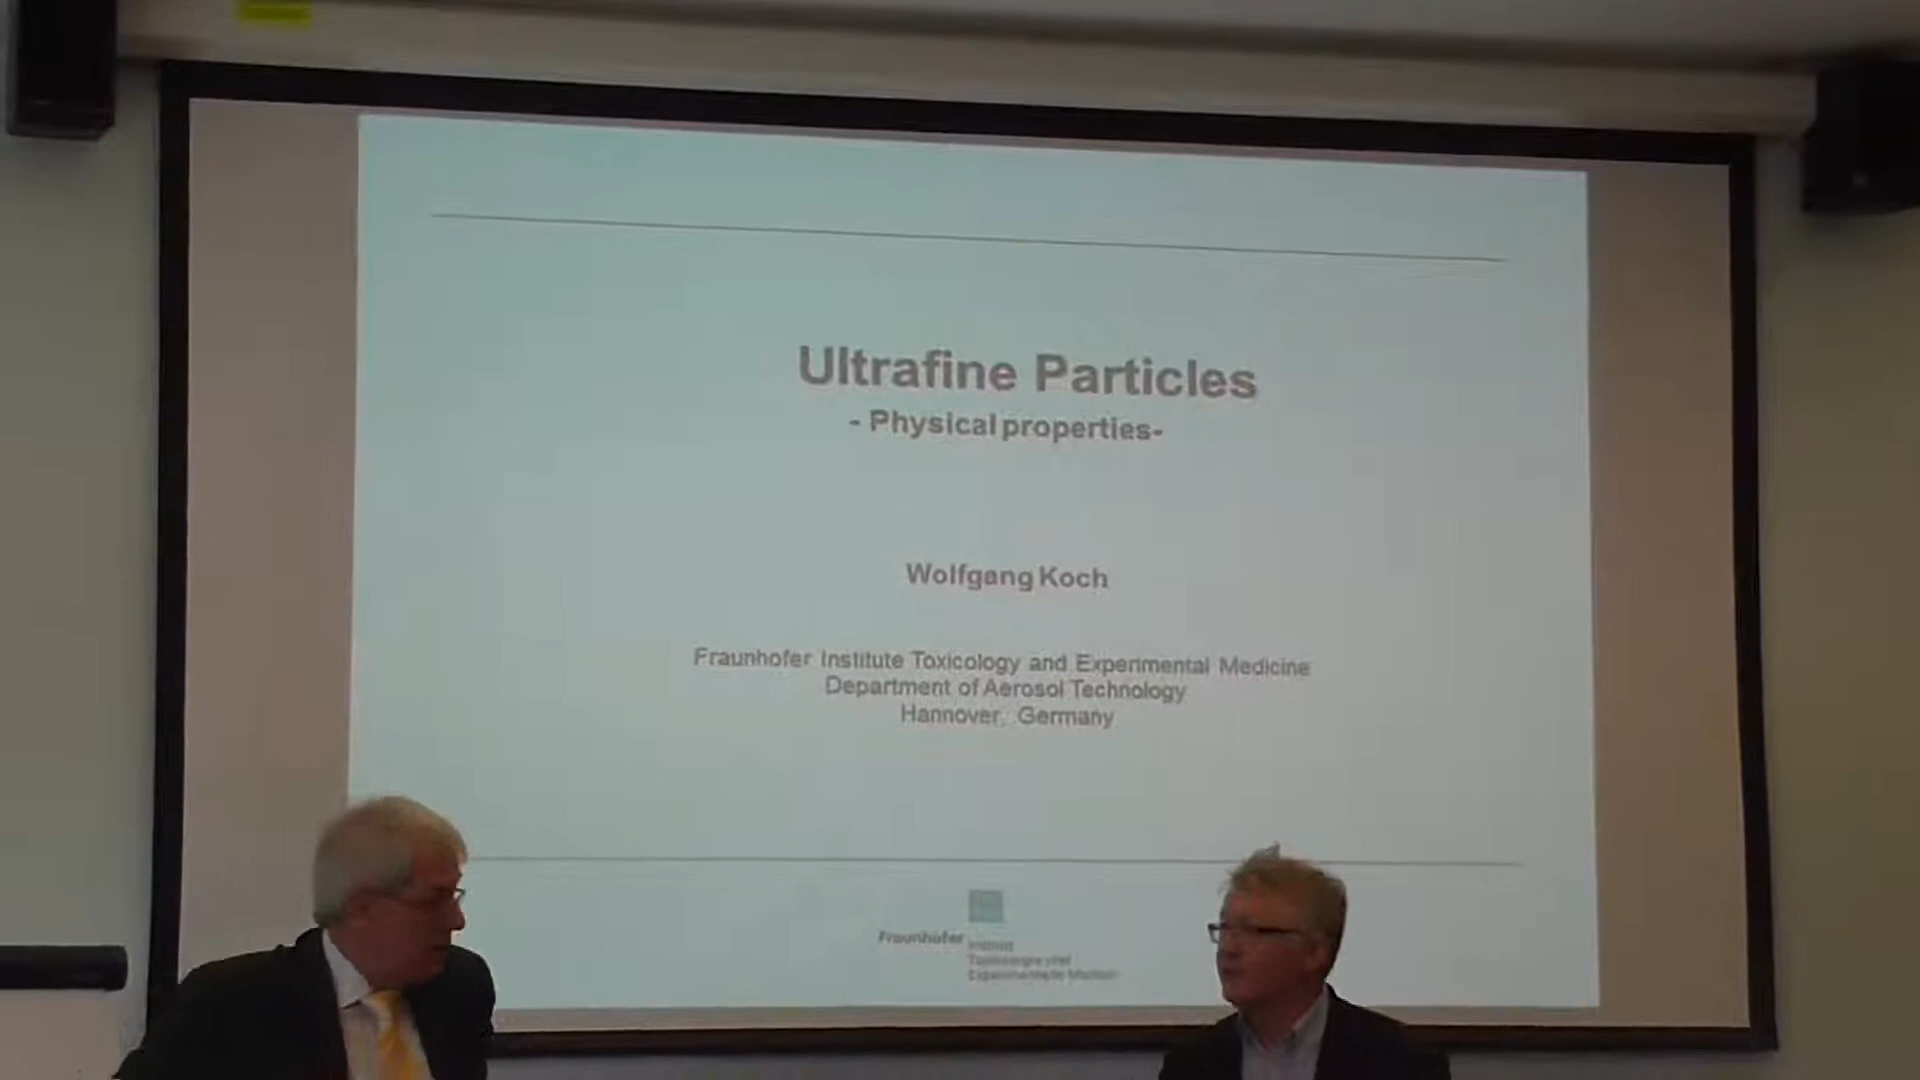 Ultrafine Particles
- Physical properties-
Wolfgang Koch
Fraunhofer Institute Toxicology and Experimental Medicine
Department of Aerosol Technology
Hannover, Germany
Fraunhofer
Institut
Toxikologie und
Experimentelle Medizin